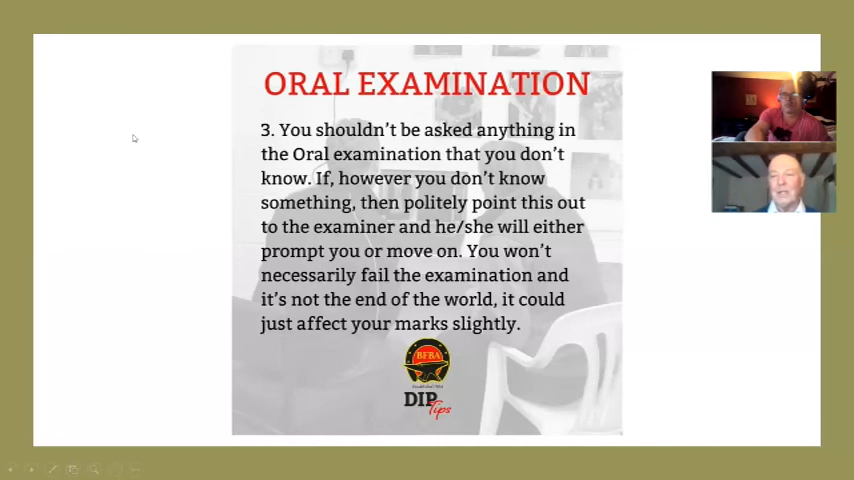 ORAL EXAMINATION
3. You shouldn't be asked anything in
the Oral examination that you don't
know. If, however you don't know
something, then politely point this out
to the examiner and he/she will either
prompt you or move on. You won't
necessarily fail the examination and
it's not the end of the world, it could
just affect your marks slightly.
BFBA
DIP
Tips